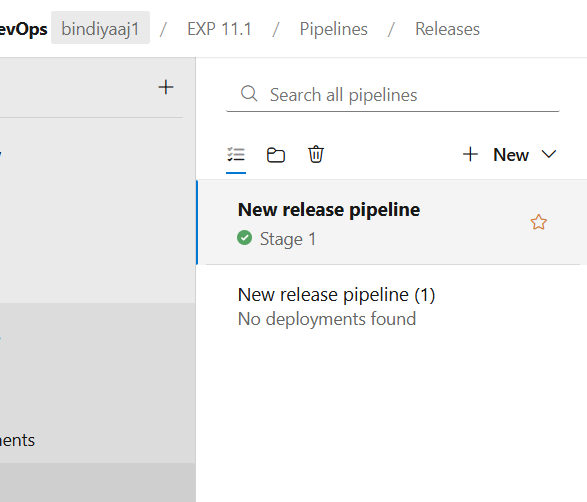 evOps bindiyaaj1 / EXP 11.1 / Pipelines / Releases
Search all pipelines
New
New release pipeline
Stage 1
New release pipeline (1)
No deployments found
nents